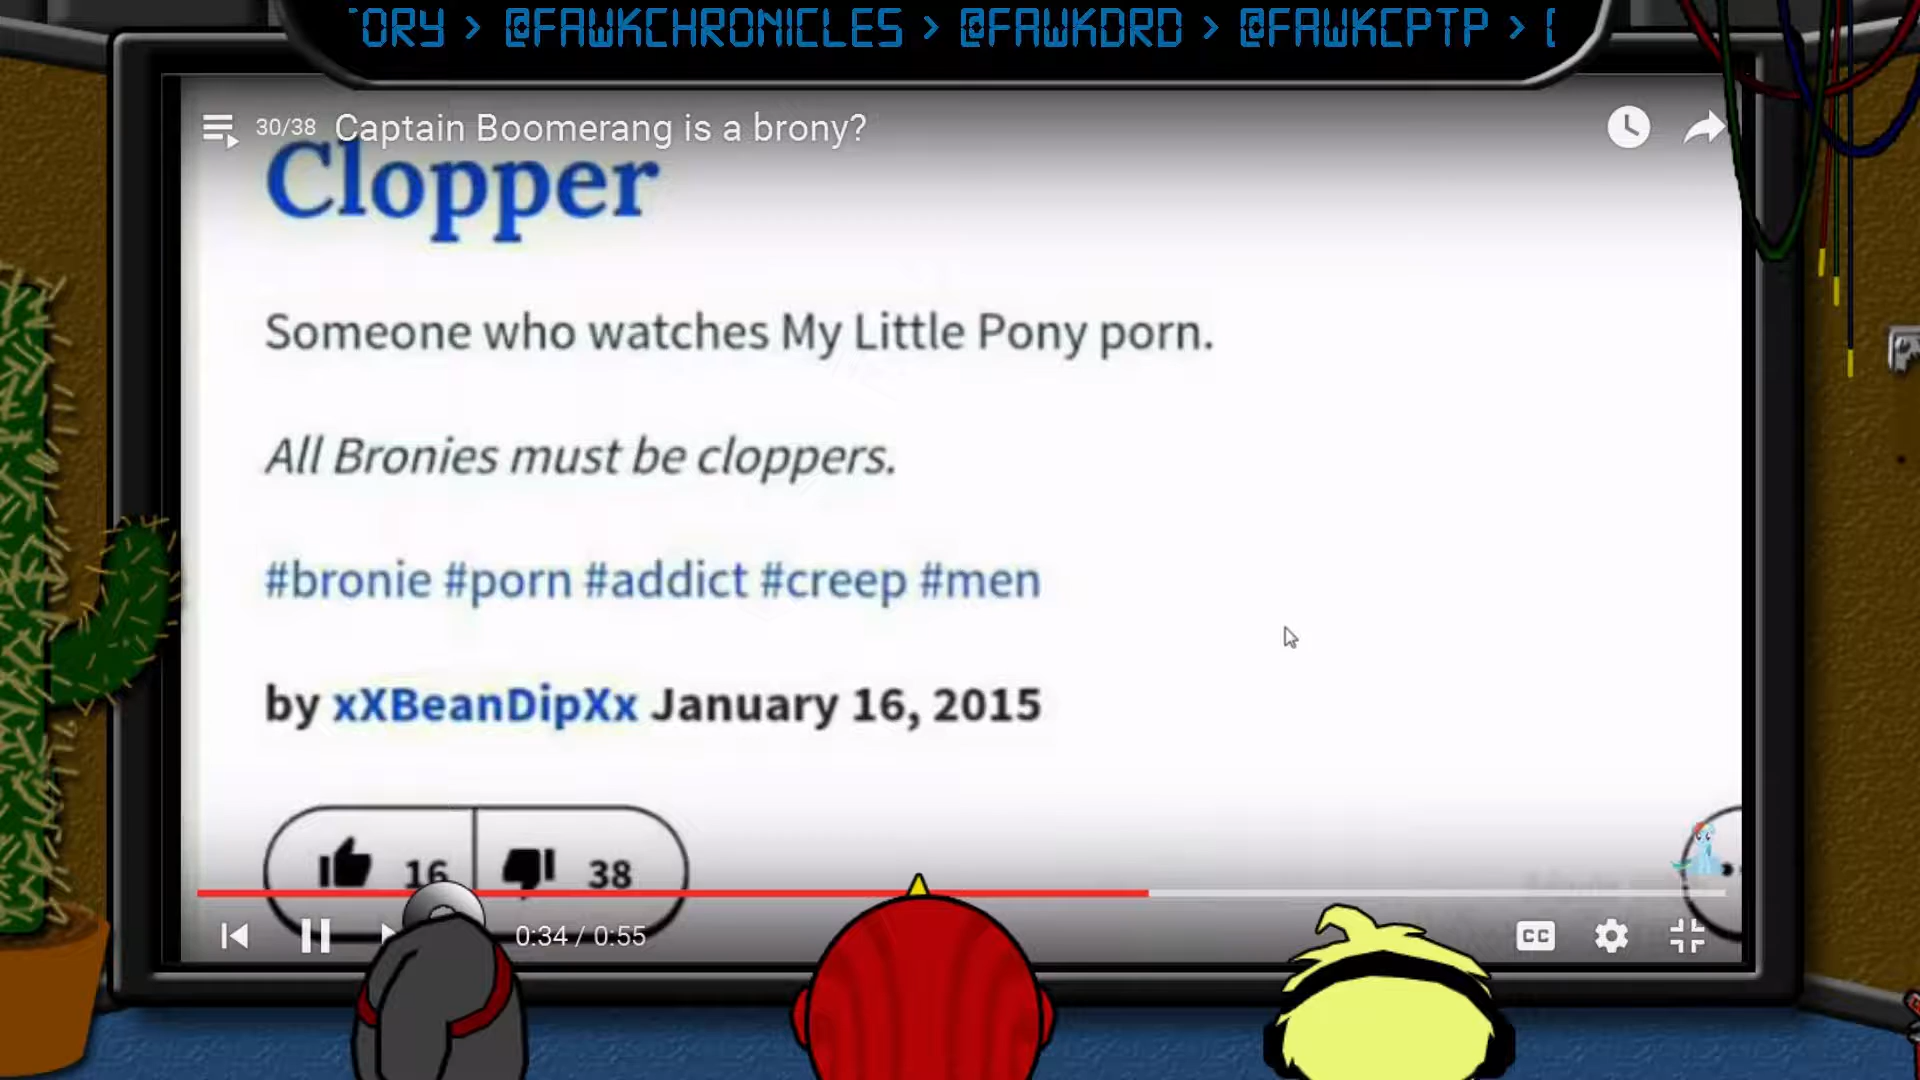 ORY > @FAWKCHRONICLES > @FAWKDRD > @FAWKCPTP >
30/38 Captain Boomerang is a brony?
Clopper
Someone who watches My Little Pony porn.
All Bronies must be cloppers.
#bronie #porn #addict #creep #men
by xXBeanDipXx January 16, 2015
16 38
0:34 / 0:55
CC